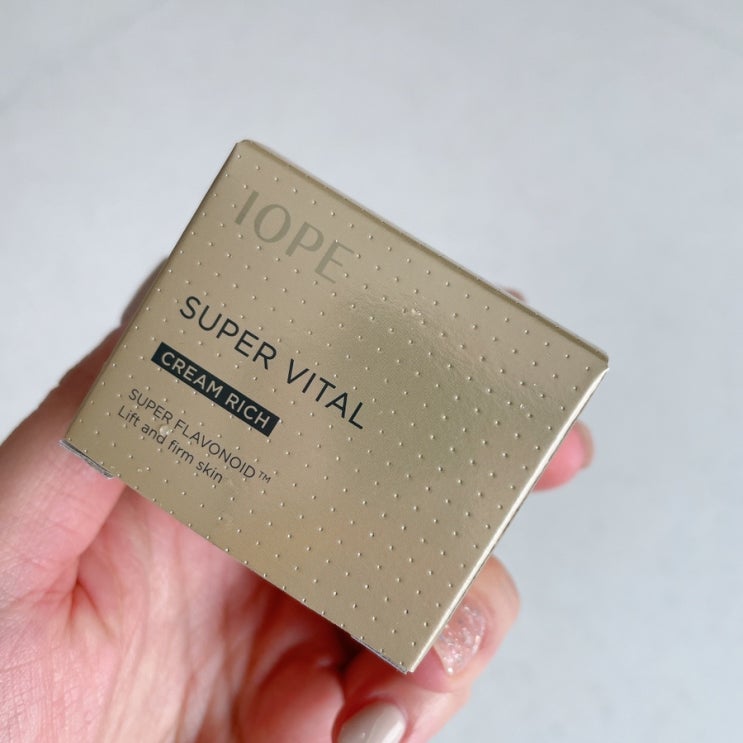 IOPE
SUPER VITAL
CREAM RICH
SUPER FLAVONOID™
Lift and firm skin